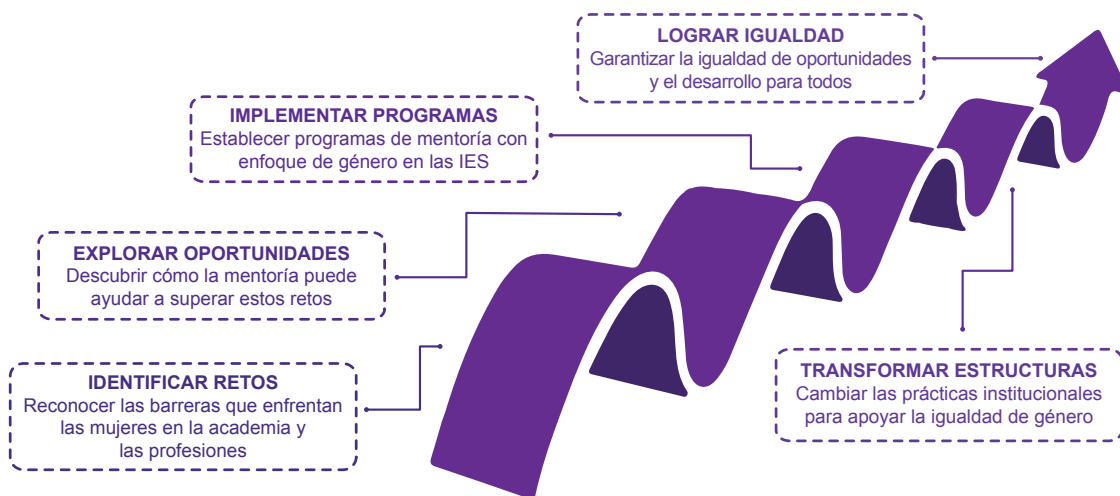 LOGRAR IGUALDAD
Garantizar la igualdad de oportunidades
y el desarrollo para todos
IMPLEMENTAR PROGRAMAS
Establecer programas de mentoría con
enfoque de género en las IES
EXPLORAR OPORTUNIDADES
Descubrir cómo la mentoría puede
ayudar a superar estos retos
IDENTIFICAR RETOS
Reconocer las barreras que enfrentan
las mujeres en la academia y
las profesiones
TRANSFORMAR ESTRUCTURAS
Cambiar las prácticas institucionales
para apoyar la igualdad de género